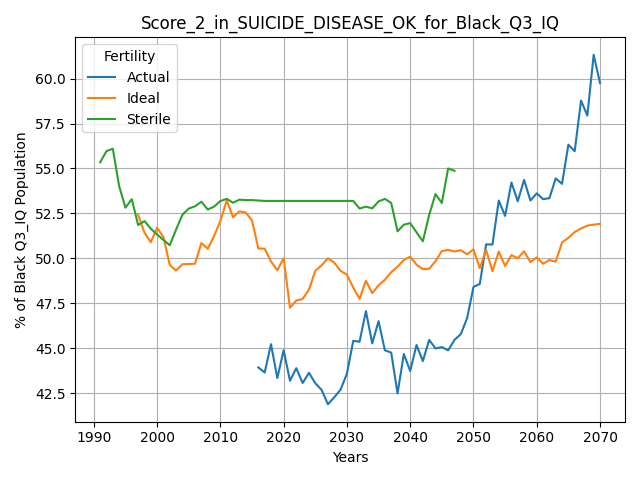 Score_2_in_SUICIDE_DISEASE_OK_for_Black_Q3_IQ
Fertility
Actual
Ideal
Sterile
% of Black Q3_IQ Population
60.0
57.5
55.0
52.5
50.0
47.5
45.0
42.5
1990 2000 2010 2020 2030 2040 2050 2060 2070
Years